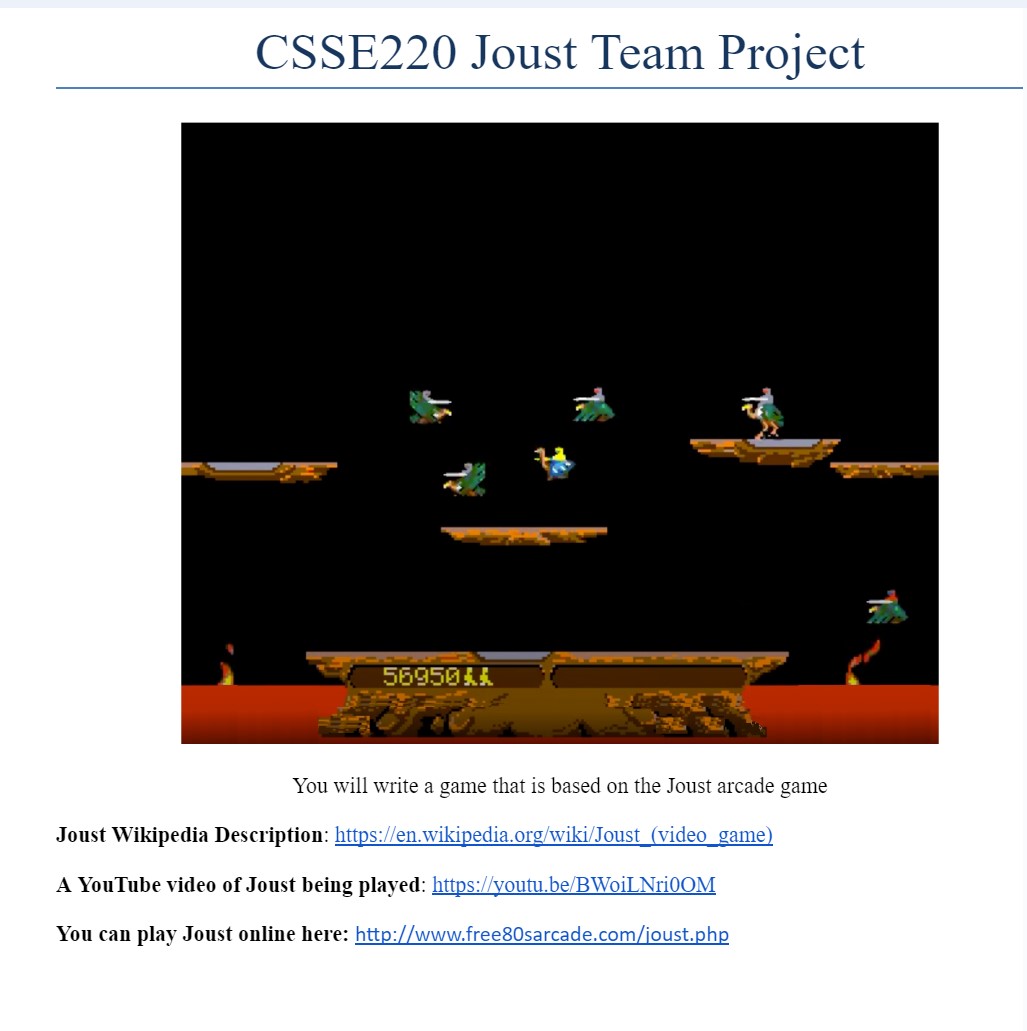 CSSE220 Joust Team Project
56950
You will write a game that is based on the Joust arcade game
Joust Wikipedia Description: https://en.wikipedia.org/wiki/Joust_(video_game)
A YouTube video of Joust being played: https://youtu.be/BWoiLNri0OM
You can play Joust online here: http://www.free80sarcade.com/joust.php